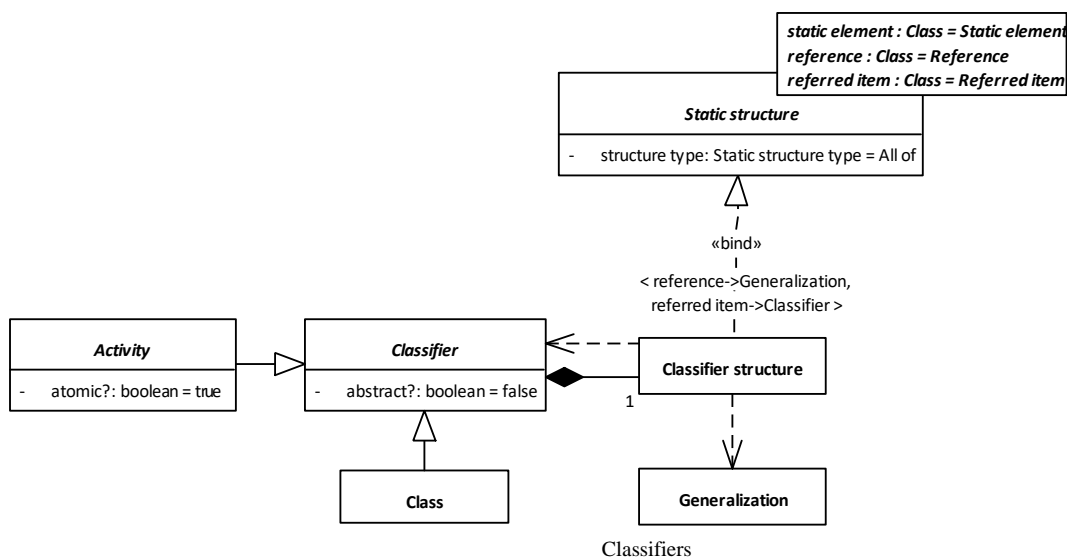 static element : Class = Static element
reference : Class = Reference
referred item : Class = Referred item
Static structure
- structure type: Static structure type = All of
«bind»
< reference->Generalization,
referred item->Classifier >
Activity
- atomic?: boolean = true
Classifier
- abstract?: boolean = false
Classifier structure
1
Class
Generalization
Classifiers